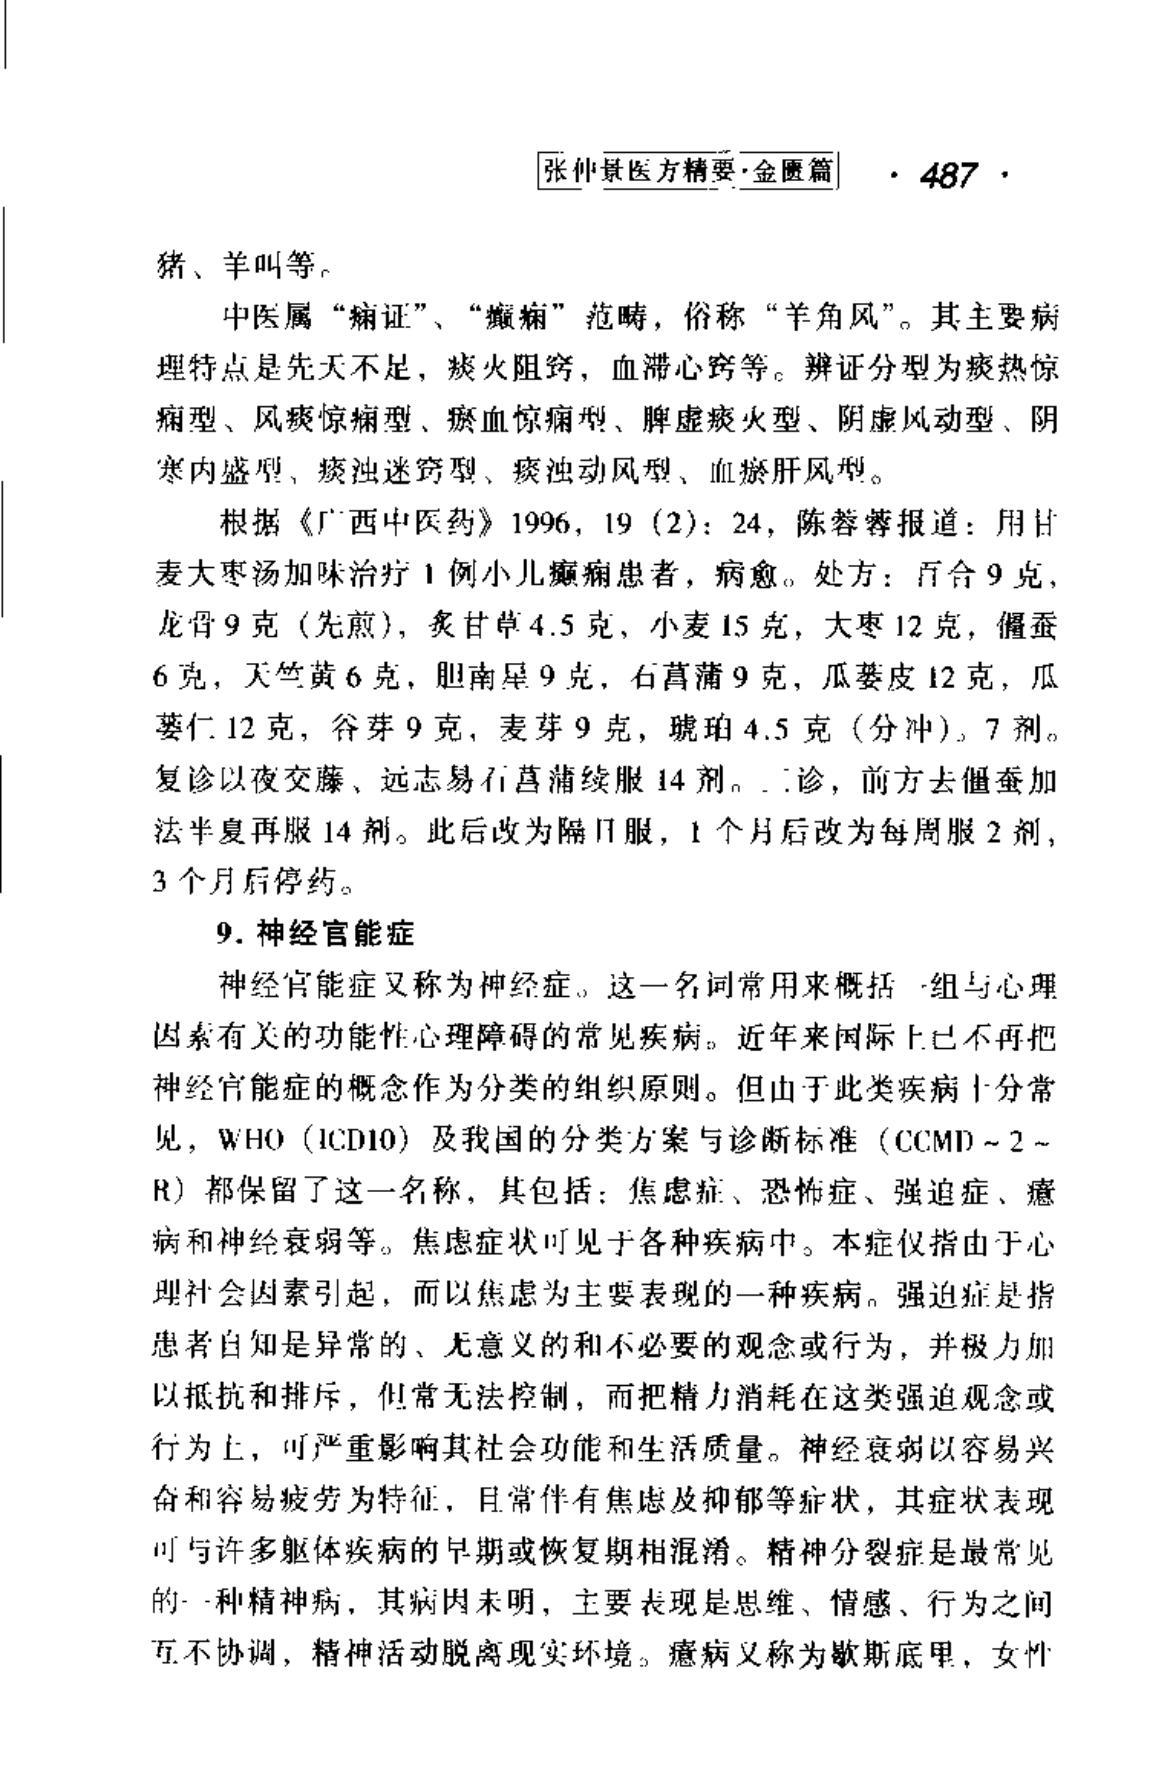 张仲景医方精要·金匮篇 · 487 ·
猪、羊叫等。
中医属“痫证”、“癫痫”范畴，俗称“羊角风”。其主要病
理特点是先天不足，痰火阻窍，血滞心窍等。辨证分型为痰热惊
痫型、风痰惊痫型、瘀血惊痫型、脾虚痰火型、阴虚风动型、阴
寒内盛型、痰浊迷窍型、痰浊动风型、血瘀肝风型。
根据《广西中医药》1996，19（2）：24，陈蓉蓉报道：用甘
麦大枣汤加味治疗 1 例小儿癫痫患者，病愈。处方：百合 9 克，
龙骨 9 克（先煎），炙甘草 4.5 克，小麦 15 克，大枣 12 克，僵蚕
6 克，天竺黄 6 克，胆南星 9 克，石菖蒲 9 克，瓜蒌皮 12 克，瓜
蒌仁 12 克，谷芽 9 克，麦芽 9 克，琥珀 4.5 克（分冲）。7 剂。
复诊以夜交藤、远志易石菖蒲续服 14 剂。二诊，前方去僵蚕加
法半夏再服 14 剂。此后改为隔日服，1 个月后改为每周服 2 剂，
3 个月后停药。
9. 神经官能症
神经官能症又称为神经症。这一名词常用来概括一组与心理
因素有关的功能性心理障碍的常见疾病。近年来国际上已不再把
神经官能症的概念作为分类的组织原则。但由于此类疾病十分常
见，WHO（ICD10）及我国的分类方案与诊断标准（CCMD～2～
R）都保留了这一名称，其包括：焦虑症、恐怖症、强迫症、癔
病和神经衰弱等。焦虑症状可见于各种疾病中。本症仅指由于心
理社会因素引起，而以焦虑为主要表现的一种疾病。强迫症是指
患者自知是异常的、无意义的和不必要的观念或行为，并极力加
以抵抗和排斥，但常无法控制，而把精力消耗在这类强迫观念或
行为上，可严重影响其社会功能和生活质量。神经衰弱以容易兴
奋和容易疲劳为特征，且常伴有焦虑及抑郁等症状，其症状表现
可与许多躯体疾病的早期或恢复期相混淆。精神分裂症是最常见
的一种精神病，其病因未明，主要表现是思维、情感、行为之间
互不协调，精神活动脱离现实环境。癔病又称为歇斯底里，女性